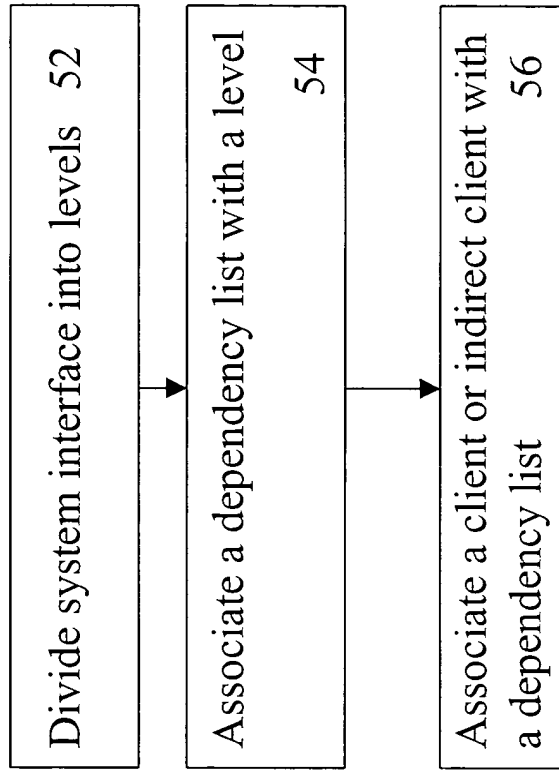 Divide system interface into levels 52
Associate a dependency list with a level
54
Associate a client or indirect client with
a dependency list 56